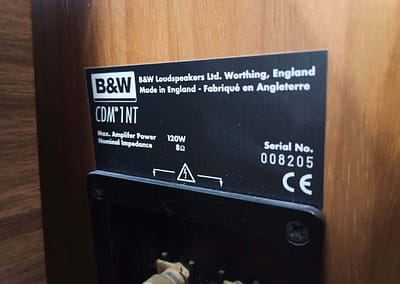 B&W
B&W Loudspeakers Ltd. Worthing, England
Made in England - Fabriqué en Angleterre
CDM™1NT
Max. Amplifer Power 120W
Nominal Impedance 8Ω
Serial No.
008205
CE